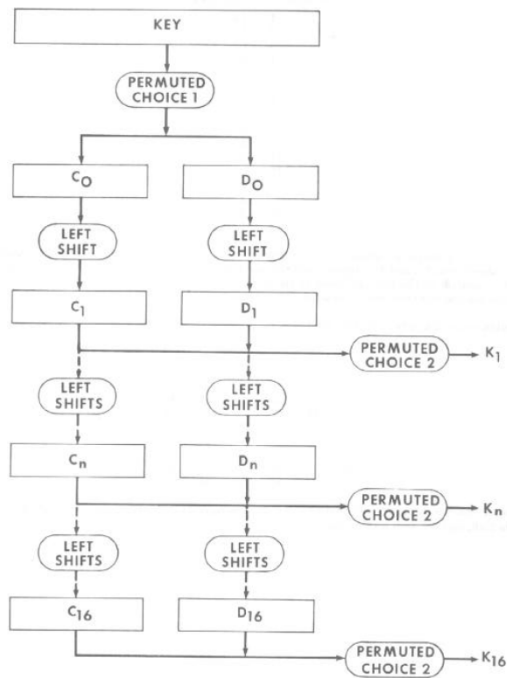 KEY
PERMUTED
CHOICE 1
C0
D0
LEFT
SHIFT
LEFT
SHIFT
C1
D1
PERMUTED
CHOICE 2
K1
LEFT
SHIFTS
LEFT
SHIFTS
Cn
Dn
PERMUTED
CHOICE 2
Kn
LEFT
SHIFTS
LEFT
SHIFTS
C16
D16
PERMUTED
CHOICE 2
K16